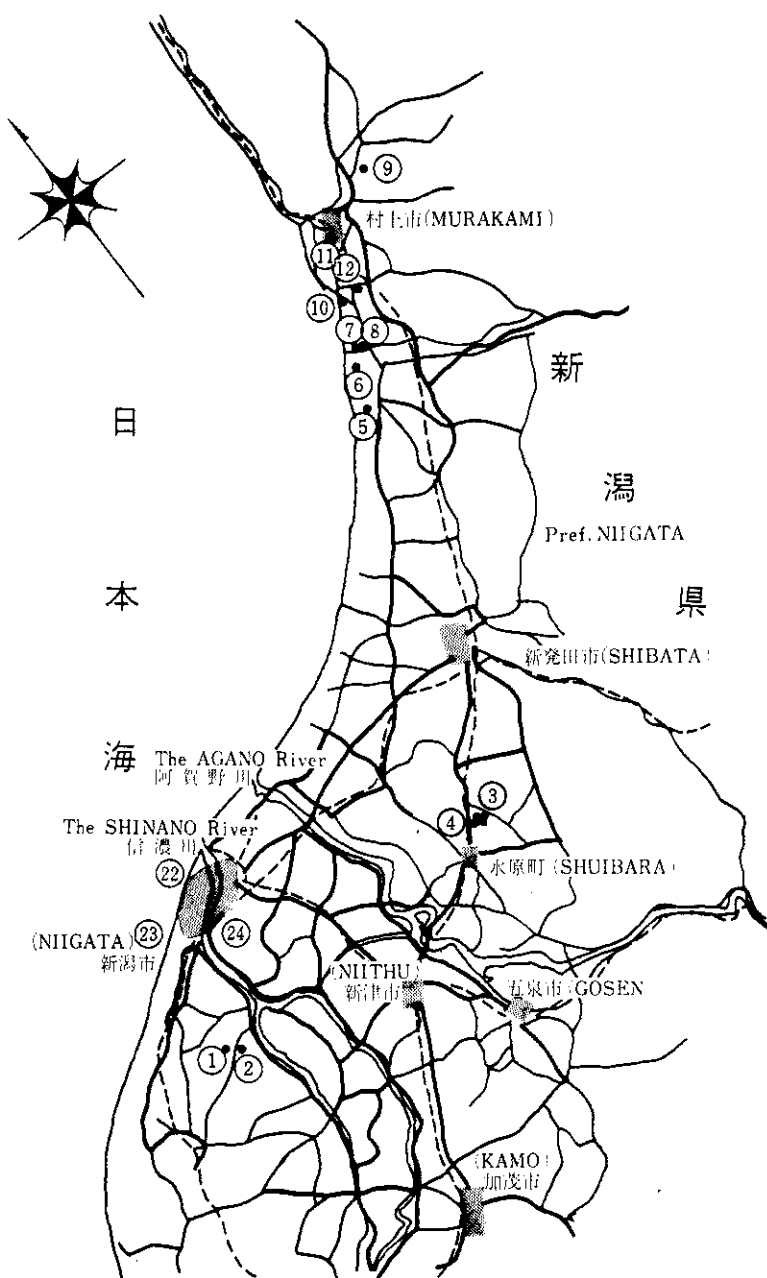 ⑨
村上市(MURAKAMI)
⑪ ⑫
⑩
⑦ ⑧
⑥
⑤
新
潟
県
Pref. NIIGATA
日
本
海
新発田市(SHIBATA)
The AGANO River
阿賀野川
③
④
The SHINANO River
信濃川
水原町(SHUIBARA)
㉒
(NIIGATA) ㉓
新潟市
㉔
(NIITHU)
新津市
五泉市(GOSEN
① ②
(KAMO)
加茂市